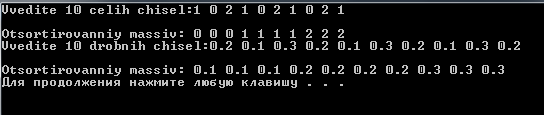 Vvedite 10 celih chisel:1 0 2 1 0 2 1 0 2 1
Otsortirovanniy massiv: 0 0 0 1 1 1 1 2 2 2
Vvedite 10 drobnih chisel:0.2 0.1 0.3 0.2 0.1 0.3 0.2 0.1 0.3 0.2
Otsortirovanniy massiv: 0.1 0.1 0.1 0.2 0.2 0.2 0.2 0.3 0.3 0.3
Для продолжения нажмите любую клавишу . . .